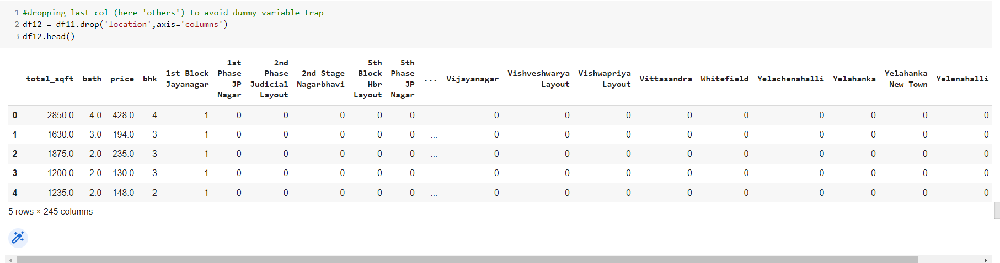 1 #dropping last col (here 'others') to avoid dummy variable trap
2 df12 = df11.drop('location',axis='columns')
3 df12.head()
total_sqft bath price bhk 1st Block Jayanagar 1st Phase JP Nagar 2nd Phase Judicial Layout 2nd Stage Nagarbhavi 5th Block Hbr Layout 5th Phase JP Nagar ... Vijayanagar Vishveshwarya Layout Vishwapriya Layout Vittasandra Whitefield Yelachenahalli Yelahanka Yelahanka New Town Yelenahalli
0 2850.0 4.0 428.0 4 1 0 0 0 0 0 ... 0 0 0 0 0 0 0 0 0
1 1630.0 3.0 194.0 3 1 0 0 0 0 0 ... 0 0 0 0 0 0 0 0 0
2 1875.0 2.0 235.0 3 1 0 0 0 0 0 ... 0 0 0 0 0 0 0 0 0
3 1200.0 2.0 130.0 3 1 0 0 0 0 0 ... 0 0 0 0 0 0 0 0 0
4 1235.0 2.0 148.0 2 1 0 0 0 0 0 ... 0 0 0 0 0 0 0 0 0
5 rows × 245 columns